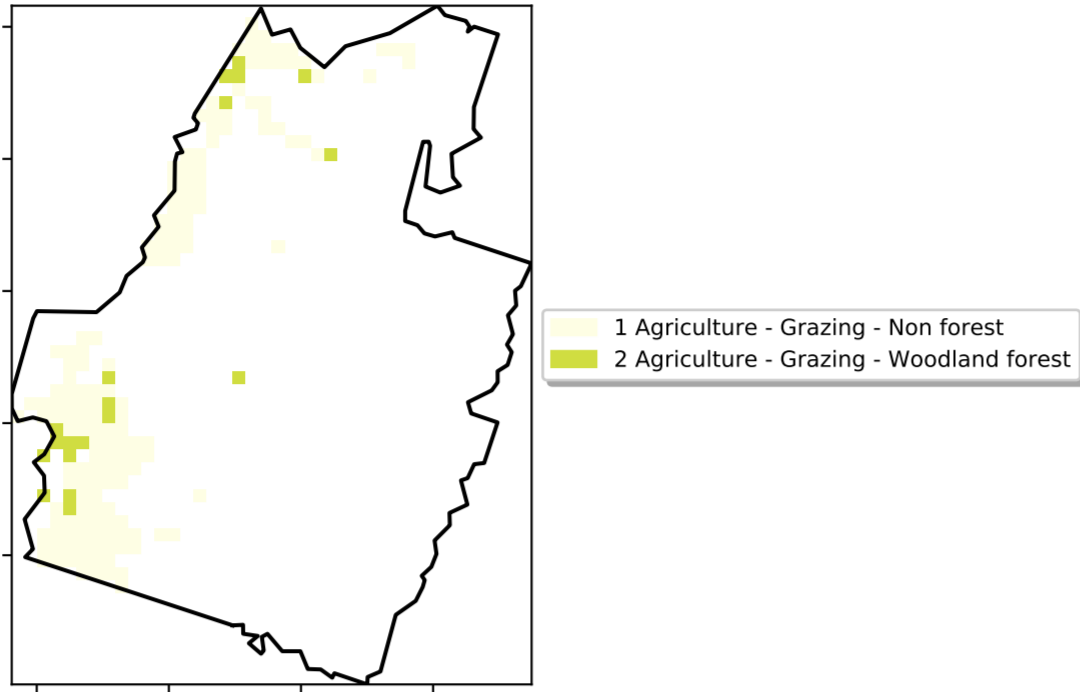 1 Agriculture - Grazing - Non forest
2 Agriculture - Grazing - Woodland forest